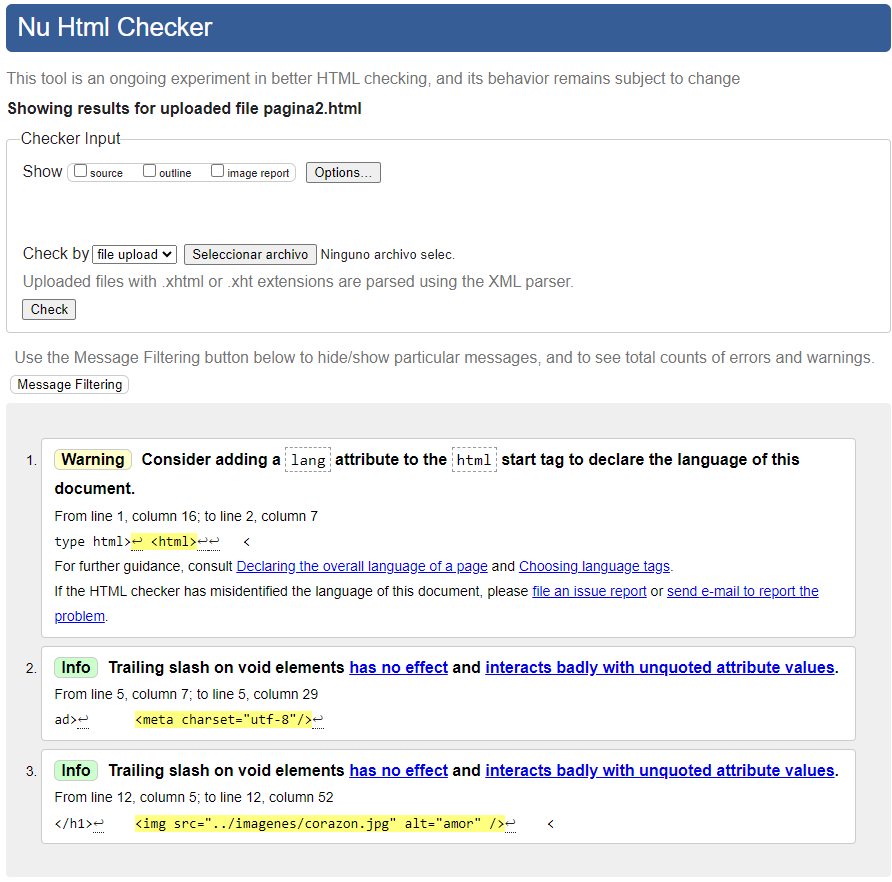 Nu Html Checker
This tool is an ongoing experiment in better HTML checking, and its behavior remains subject to change
Showing results for uploaded file pagina2.html
Checker Input
Show source outline image report Options...
Check by file upload Seleccionar archivo Ninguno archivo selec.
Uploaded files with .xhtml or .xht extensions are parsed using the XML parser.
Check
Use the Message Filtering button below to hide/show particular messages, and to see total counts of errors and warnings.
Message Filtering
1. Warning Consider adding a lang attribute to the html start tag to declare the language of this
document.
From line 1, column 16; to line 2, column 7
type html>↩ <html>↩↩ <
For further guidance, consult Declaring the overall language of a page and Choosing language tags.
If the HTML checker has misidentified the language of this document, please file an issue report or send e-mail to report the
problem.
2. Info Trailing slash on void elements has no effect and interacts badly with unquoted attribute values.
From line 5, column 7; to line 5, column 29
ad>↩ <meta charset="utf-8"/>↩
3. Info Trailing slash on void elements has no effect and interacts badly with unquoted attribute values.
From line 12, column 5; to line 12, column 52
</h1>↩ <img src="../imagenes/corazon.jpg" alt="amor" />↩ <